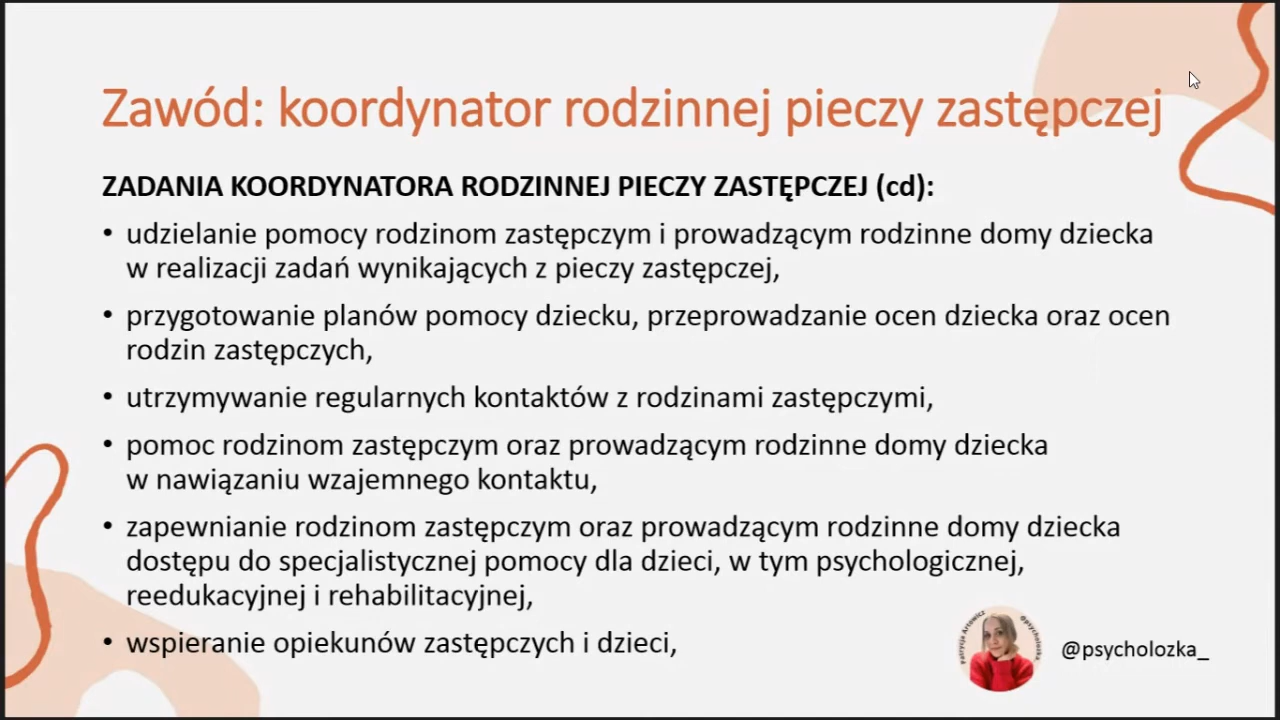 Zawód: koordynator rodzinnej pieczy zastępczej
ZADANIA KOORDYNATORA RODZINNEJ PIECZY ZASTĘPCZEJ (cd):
• udzielanie pomocy rodzinom zastępczym i prowadzącym rodzinne domy dziecka
w realizacji zadań wynikających z pieczy zastępczej,
• przygotowanie planów pomocy dziecku, przeprowadzanie ocen dziecka oraz ocen
rodzin zastępczych,
• utrzymywanie regularnych kontaktów z rodzinami zastępczymi,
• pomoc rodzinom zastępczym oraz prowadzącym rodzinne domy dziecka
w nawiązaniu wzajemnego kontaktu,
• zapewnianie rodzinom zastępczym oraz prowadzącym rodzinne domy dziecka
dostępu do specjalistycznej pomocy dla dzieci, w tym psychologicznej,
reedukacyjnej i rehabilitacyjnej,
• wspieranie opiekunów zastępczych i dzieci,
Patrycja Artowicz
@psycholozka_
@psycholozka_